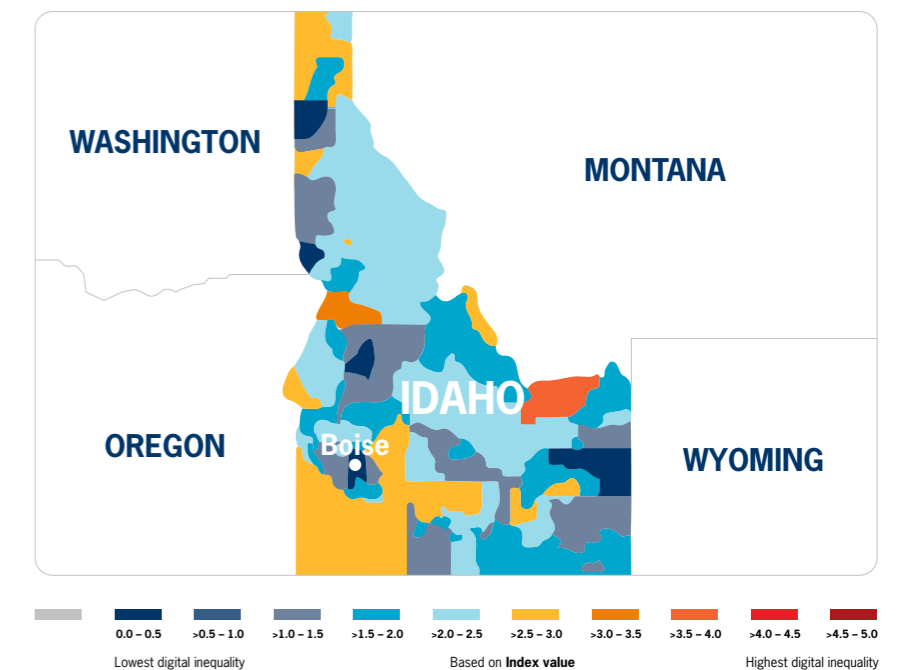 WASHINGTON
MONTANA
IDAHO
OREGON
Boise
WYOMING
0.0 – 0.5
>0.5 – 1.0
>1.0 – 1.5
>1.5 – 2.0
>2.0 – 2.5
>2.5 – 3.0
>3.0 – 3.5
>3.5 – 4.0
>4.0 – 4.5
>4.5 - 5.0
Lowest digital inequality
Based on Index value
Highest digital inequality